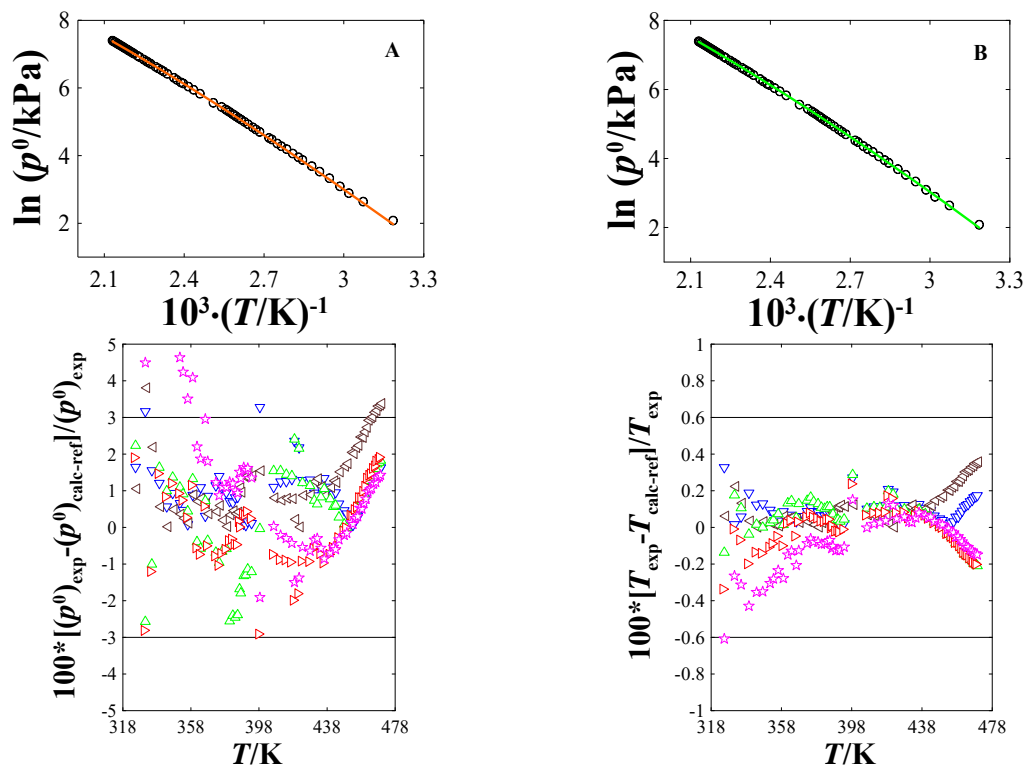 8
6
4
2
ln (p⁰/kPa)
A
2.1 2.4 2.7 3 3.3
10³·(T/K)⁻¹
8
6
4
2
ln (p⁰/kPa)
B
2.1 2.4 2.7 3 3.3
10³·(T/K)⁻¹
5
4
3
2
1
0
-1
-2
-3
-4
-5
100*[(p⁰)exp-(p⁰)calc-ref]/(p⁰)exp
318 358 398 438 478
T/K
1
0.8
0.6
0.4
0.2
0
-0.2
-0.4
-0.6
-0.8
-1
100*[Texp-Tcalc-ref]/Texp
318 358 398 438 478
T/K